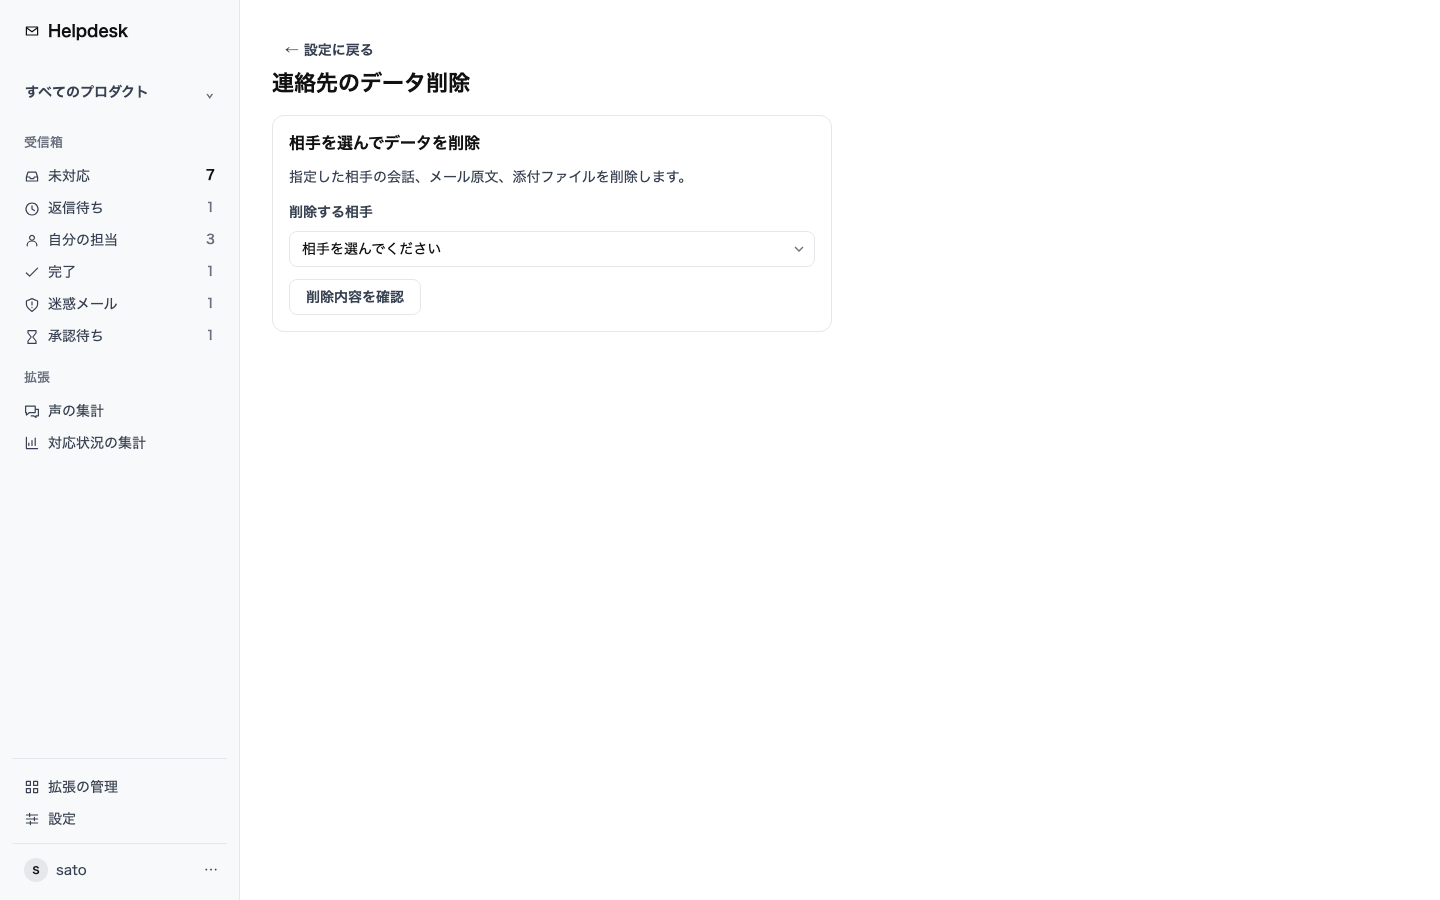 Helpdesk
すべてのプロダクト
受信箱
未対応 7
返信待ち 1
自分の担当 3
完了 1
迷惑メール 1
承認待ち 1
拡張
声の集計
対応状況の集計
拡張の管理
設定
S sato ...
← 設定に戻る
連絡先のデータ削除
相手を選んでデータを削除
指定した相手の会話、メール原文、添付ファイルを削除します。
削除する相手
相手を選んでください
削除内容を確認